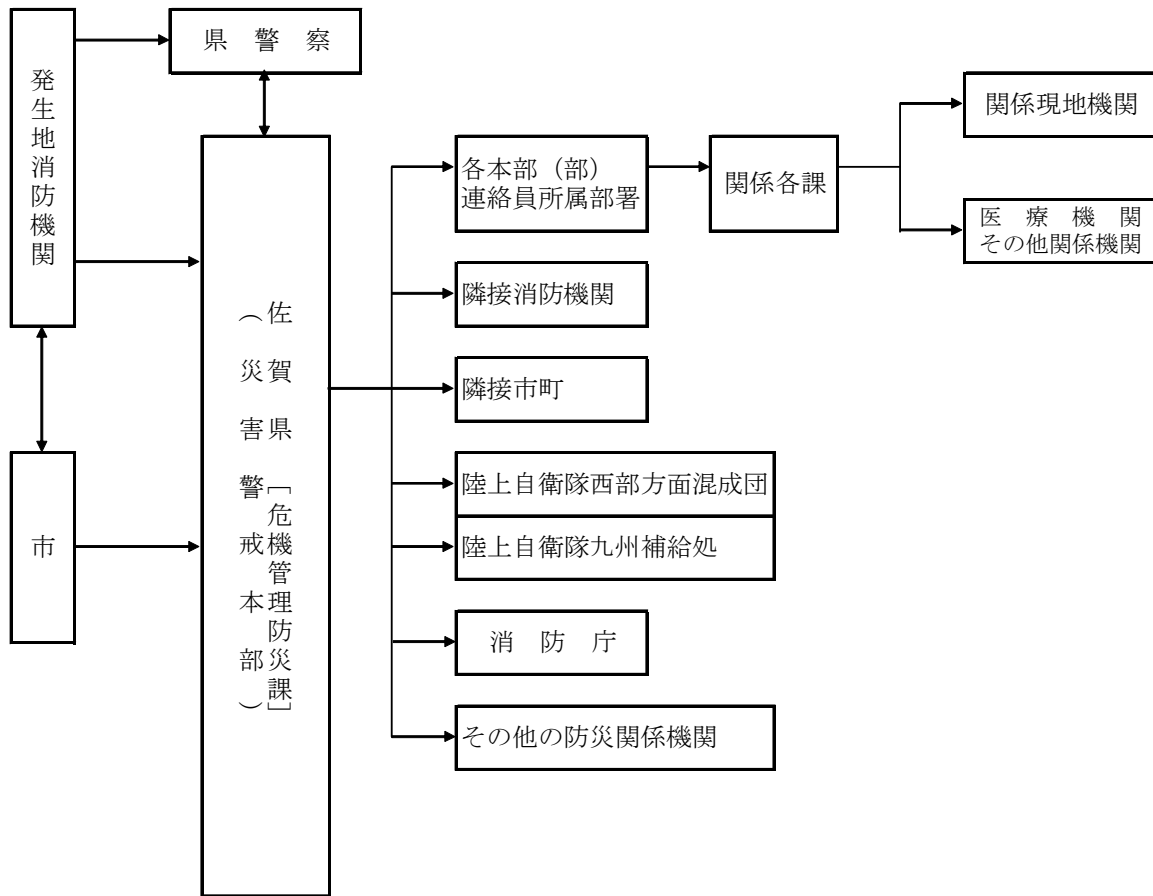 県　警　察
発生地消防機関
市
佐賀県［危機管理防災課］
（災害警戒本部）
各本部（部）
連絡員所属部署
関係各課
関係現地機関
医　療　機　関
その他関係機関
隣接消防機関
隣接市町
陸上自衛隊西部方面混成団
陸上自衛隊九州補給処
消　防　庁
その他の防災関係機関